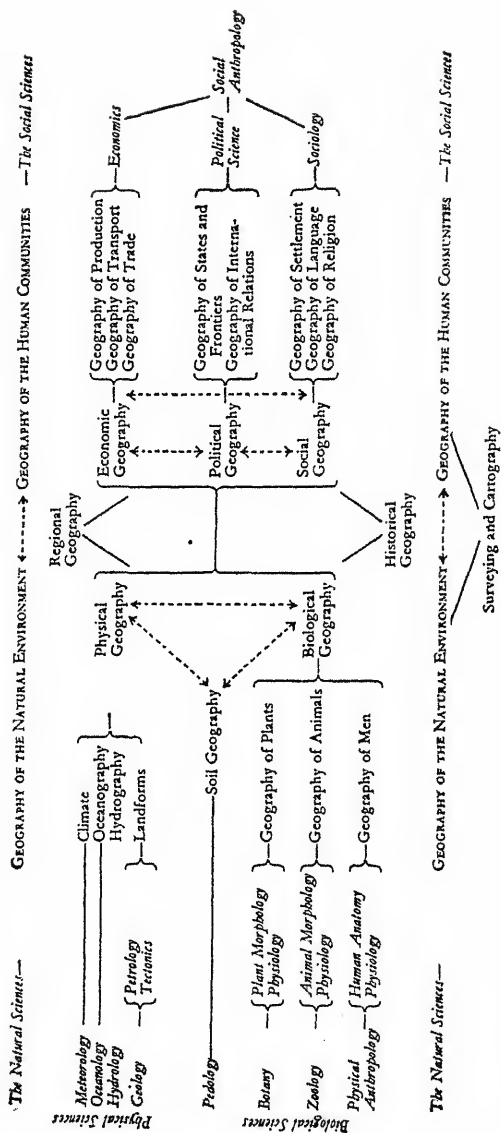 The Natural Sciences— GEOGRAPHY OF THE NATURAL ENVIRONMENT GEOGRAPHY OF THE HUMAN COMMUNITIES —The Social Sciences
Physical Sciences
Meteorology
Oceanology
Hydrology
Geology
Petrology
Tectonics
Climate
Oceanography
Hydrography
Landforms
Pedology
Soil Geography
Biological Sciences
Botany
Plant Morphology
Physiology
Geography of Plants
Zoology
Animal Morphology
Physiology
Geography of Animals
Physical
Anthropology
Human Anatomy
Physiology
Geography of Men
Physical
Geography
Biological
Geography
Regional
Geography
Historical
Geography
Economic
Geography
Political
Geography
Social
Geography
Geography of Production
Geography of Transport
Geography of Trade
Geography of States and
Frontiers
Geography of Interna-
tional Relations
Geography of Settlement
Geography of Language
Geography of Religion
Economics
Political
Science
Sociology
Social
Anthropology
The Natural Sciences— GEOGRAPHY OF THE NATURAL ENVIRONMENT GEOGRAPHY OF THE HUMAN COMMUNITIES —The Social Sciences
Surveying and Cartography